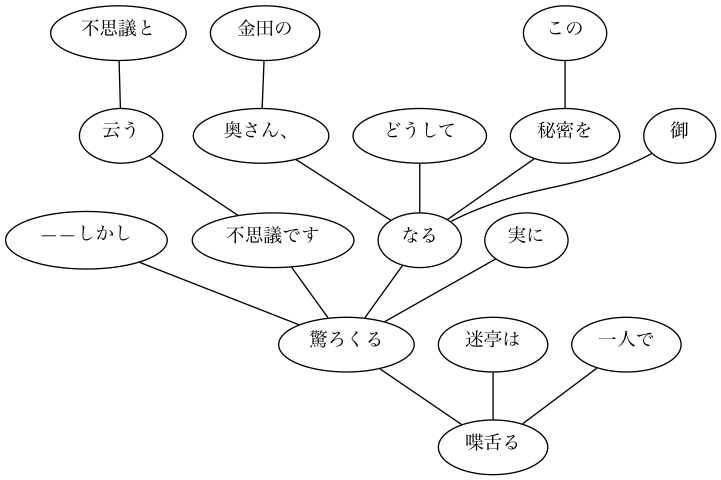 不思議と
金田の
この
云う
奥さん、
どうして
秘密を
御
――しかし
不思議です
なる
実に
驚ろくる
迷亭は
一人で
喋舌る